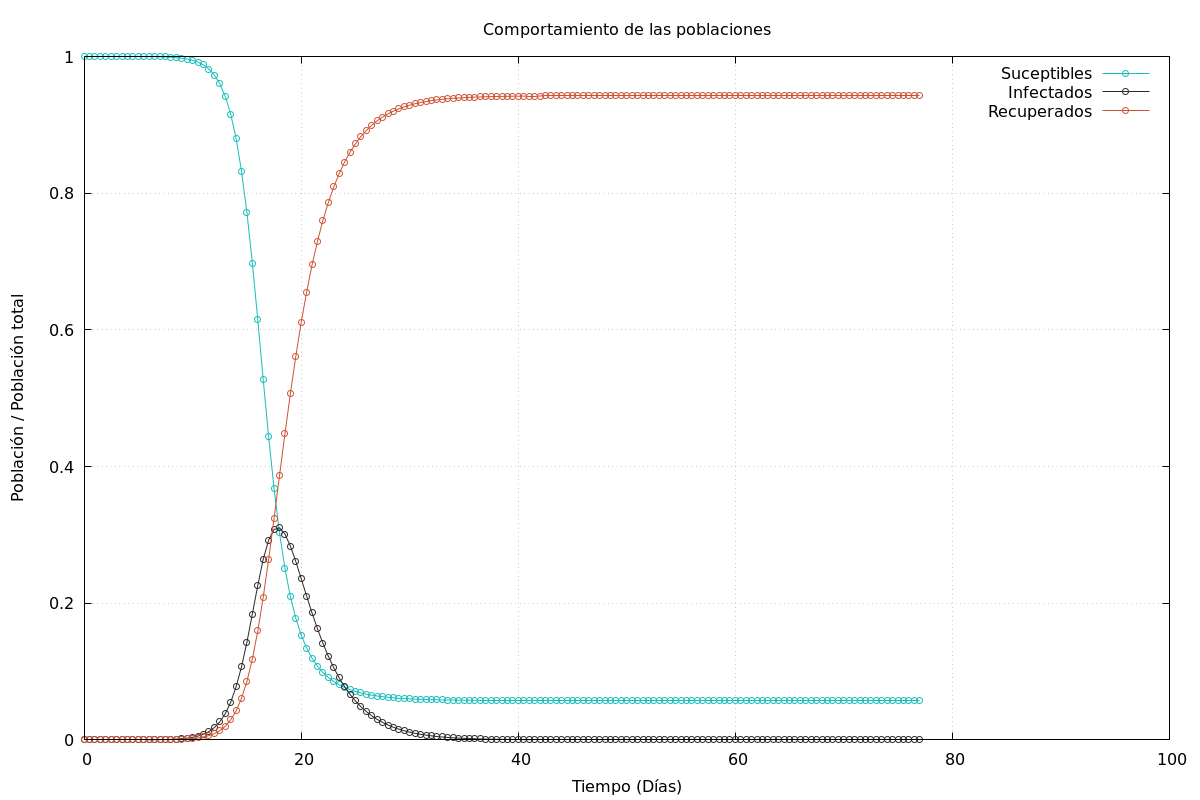 Comportamiento de las poblaciones
Suceptibles
Infectados
Recuperados
Población / Población total
1
0.8
0.6
0.4
0.2
0
0 20 40 60 80 100
Tiempo (Días)